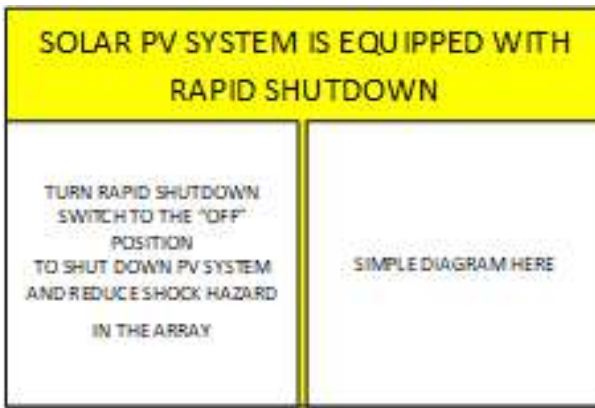 SOLAR PV SYSTEM IS EQUIPPED WITH
RAPID SHUTDOWN
TURN RAPID SHUTDOWN
SWITCH TO THE "OFF"
POSITION
TO SHUT DOWN PV SYSTEM
AND REDUCE SHOCK HAZARD
IN THE ARRAY
SIMPLE DIAGRAM HERE